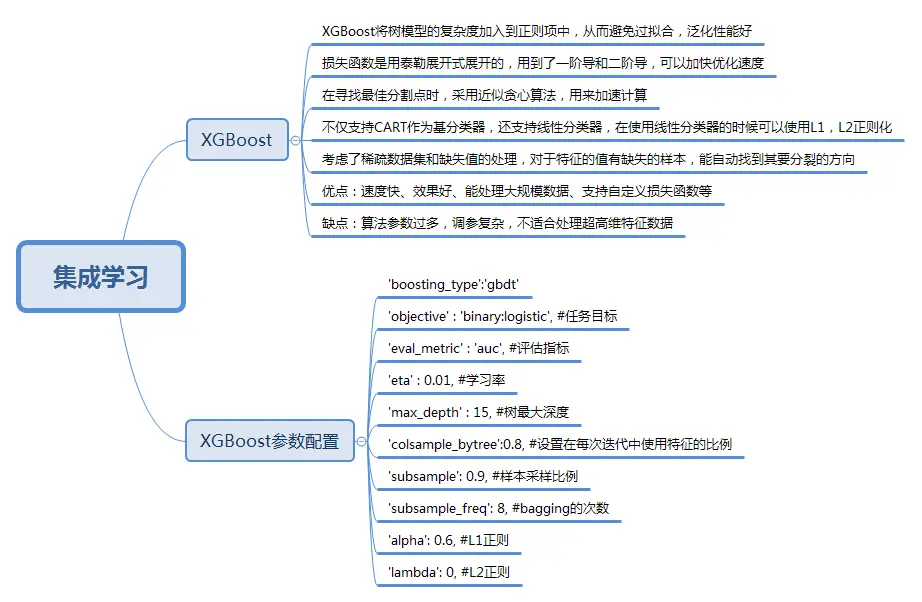 集成学习
XGBoost
XGBoost将树模型的复杂度加入到正则项中，从而避免过拟合，泛化性能好
损失函数是用泰勒展开式展开的，用到了一阶导和二阶导，可以加快优化速度
在寻找最佳分割点时，采用近似贪心算法，用来加速计算
不仅支持CART作为基分类器，还支持线性分类器，在使用线性分类器的时候可以使用L1，L2正则化
考虑了稀疏数据集和缺失值的处理，对于特征的值有缺失的样本，能自动找到其要分裂的方向
优点：速度快、效果好、能处理大规模数据、支持自定义损失函数等
缺点：算法参数过多，调参复杂，不适合处理超高维特征数据
XGBoost参数配置
'boosting_type':'gbdt'
'objective' : 'binary:logistic', #任务目标
'eval_metric' : 'auc', #评估指标
'eta' : 0.01, #学习率
'max_depth' : 15, #树最大深度
'colsample_bytree':0.8, #设置在每次迭代中使用特征的比例
'subsample': 0.9, #样本采样比例
'subsample_freq': 8, #bagging的次数
'alpha': 0.6, #L1正则
'lambda': 0, #L2正则